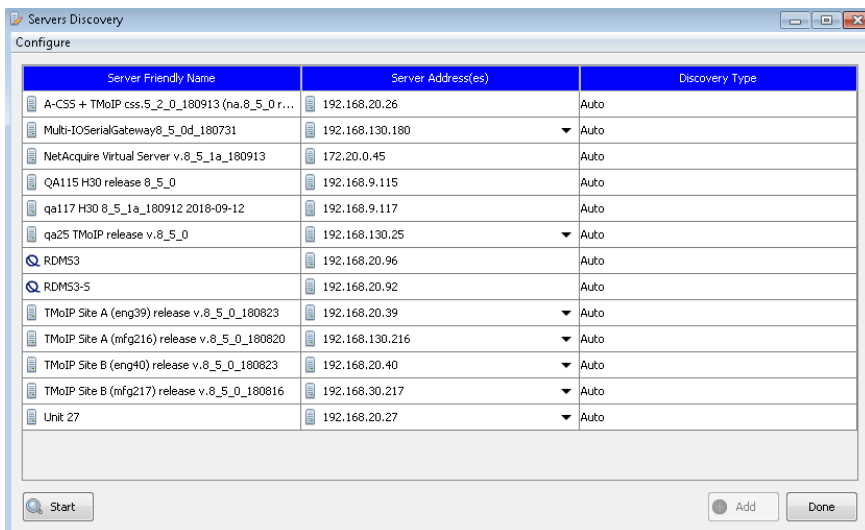 Servers Discovery
Configure
Server Friendly Name Server Address(es) Discovery Type
A-CSS + TMoIP css.5_2_0_180913 (na.8_5_0 r... 192.168.20.26 Auto
Multi-IOSerialGateway8_5_0d_180731 192.168.130.180 Auto
NetAcquire Virtual Server v.8_5_1a_180913 172.20.0.45 Auto
QA115 H30 release 8_5_0 192.168.9.115 Auto
qa117 H30 8_5_1a_180912 2018-09-12 192.168.9.117 Auto
qa25 TMoIP release v.8_5_0 192.168.130.25 Auto
RDMS3 192.168.20.96 Auto
RDMS3-S 192.168.20.92 Auto
TMoIP Site A (eng39) release v.8_5_0_180823 192.168.20.39 Auto
TMoIP Site A (mfg216) release v.8_5_0_180820 192.168.130.216 Auto
TMoIP Site B (eng40) release v.8_5_0_180823 192.168.20.40 Auto
TMoIP Site B (mfg217) release v.8_5_0_180816 192.168.30.217 Auto
Unit 27 192.168.20.27 Auto
Start Add Done